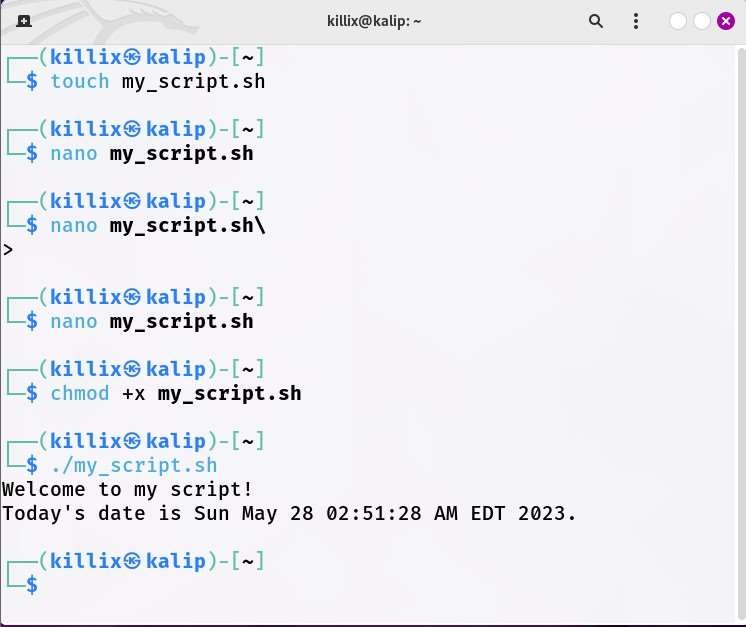 killix@kalip: ~
┌──(killix㉿kalip)-[~]
└─$ touch my_script.sh
┌──(killix㉿kalip)-[~]
└─$ nano my_script.sh
┌──(killix㉿kalip)-[~]
└─$ nano my_script.sh\
>
┌──(killix㉿kalip)-[~]
└─$ nano my_script.sh
┌──(killix㉿kalip)-[~]
└─$ chmod +x my_script.sh
┌──(killix㉿kalip)-[~]
└─$ ./my_script.sh
Welcome to my script!
Today's date is Sun May 28 02:51:28 AM EDT 2023.
┌──(killix㉿kalip)-[~]
└─$